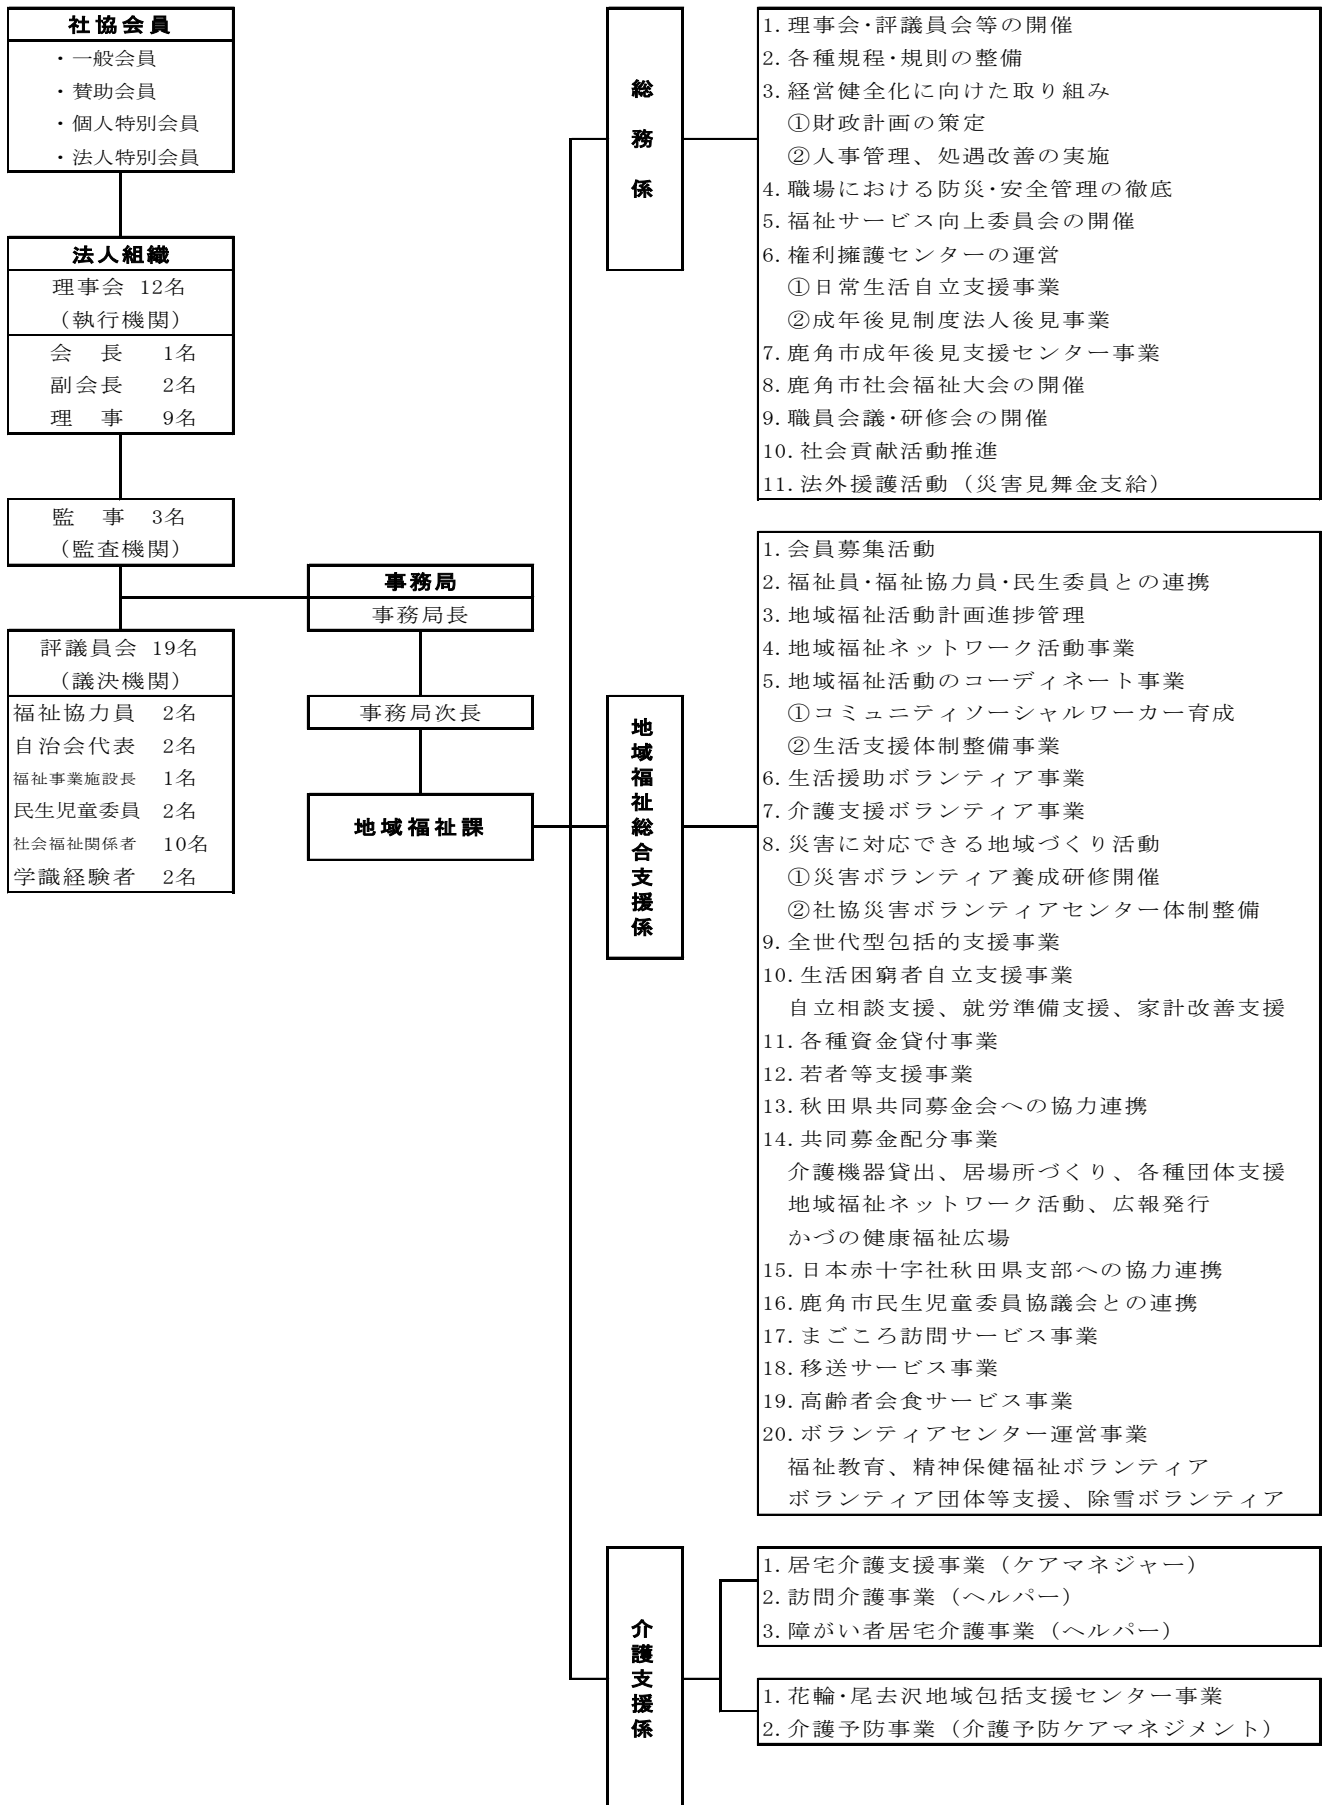 社協会員
・一般会員
・賛助会員
・個人特別会員
・法人特別会員
法人組織
理事会 12名
（執行機関）
会　長　1名
副会長　2名
理　事　9名
監　事　3名
（監査機関）
評議員会 19名
（議決機関）
福祉協力員　2名
自治会代表　2名
福祉事業施設長　1名
民生児童委員　2名
社会福祉関係者　10名
学識経験者　2名
事務局
事務局長
事務局次長
地域福祉課
総務係
1. 理事会･評議員会等の開催
2. 各種規程･規則の整備
3. 経営健全化に向けた取り組み
①財政計画の策定
②人事管理、処遇改善の実施
4. 職場における防災･安全管理の徹底
5. 福祉サービス向上委員会の開催
6. 権利擁護センターの運営
①日常生活自立支援事業
②成年後見制度法人後見事業
7. 鹿角市成年後見支援センター事業
8. 鹿角市社会福祉大会の開催
9. 職員会議･研修会の開催
10. 社会貢献活動推進
11. 法外援護活動（災害見舞金支給）
地域福祉総合支援係
1. 会員募集活動
2. 福祉員･福祉協力員･民生委員との連携
3. 地域福祉活動計画進捗管理
4. 地域福祉ネットワーク活動事業
5. 地域福祉活動のコーディネート事業
①コミュニティソーシャルワーカー育成
②生活支援体制整備事業
6. 生活援助ボランティア事業
7. 介護支援ボランティア事業
8. 災害に対応できる地域づくり活動
①災害ボランティア養成研修開催
②社協災害ボランティアセンター体制整備
9. 全世代型包括的支援事業
10. 生活困窮者自立支援事業
自立相談支援、就労準備支援、家計改善支援
11. 各種資金貸付事業
12. 若者等支援事業
13. 秋田県共同募金会への協力連携
14. 共同募金配分事業
介護機器貸出、居場所づくり、各種団体支援
地域福祉ネットワーク活動、広報発行
かづの健康福祉広場
15. 日本赤十字社秋田県支部への協力連携
16. 鹿角市民生児童委員協議会との連携
17. まごころ訪問サービス事業
18. 移送サービス事業
19. 高齢者会食サービス事業
20. ボランティアセンター運営事業
福祉教育、精神保健福祉ボランティア
ボランティア団体等支援、除雪ボランティア
介護支援係
1. 居宅介護支援事業（ケアマネジャー）
2. 訪問介護事業（ヘルパー）
3. 障がい者居宅介護事業（ヘルパー）
1. 花輪･尾去沢地域包括支援センター事業
2. 介護予防事業（介護予防ケアマネジメント）